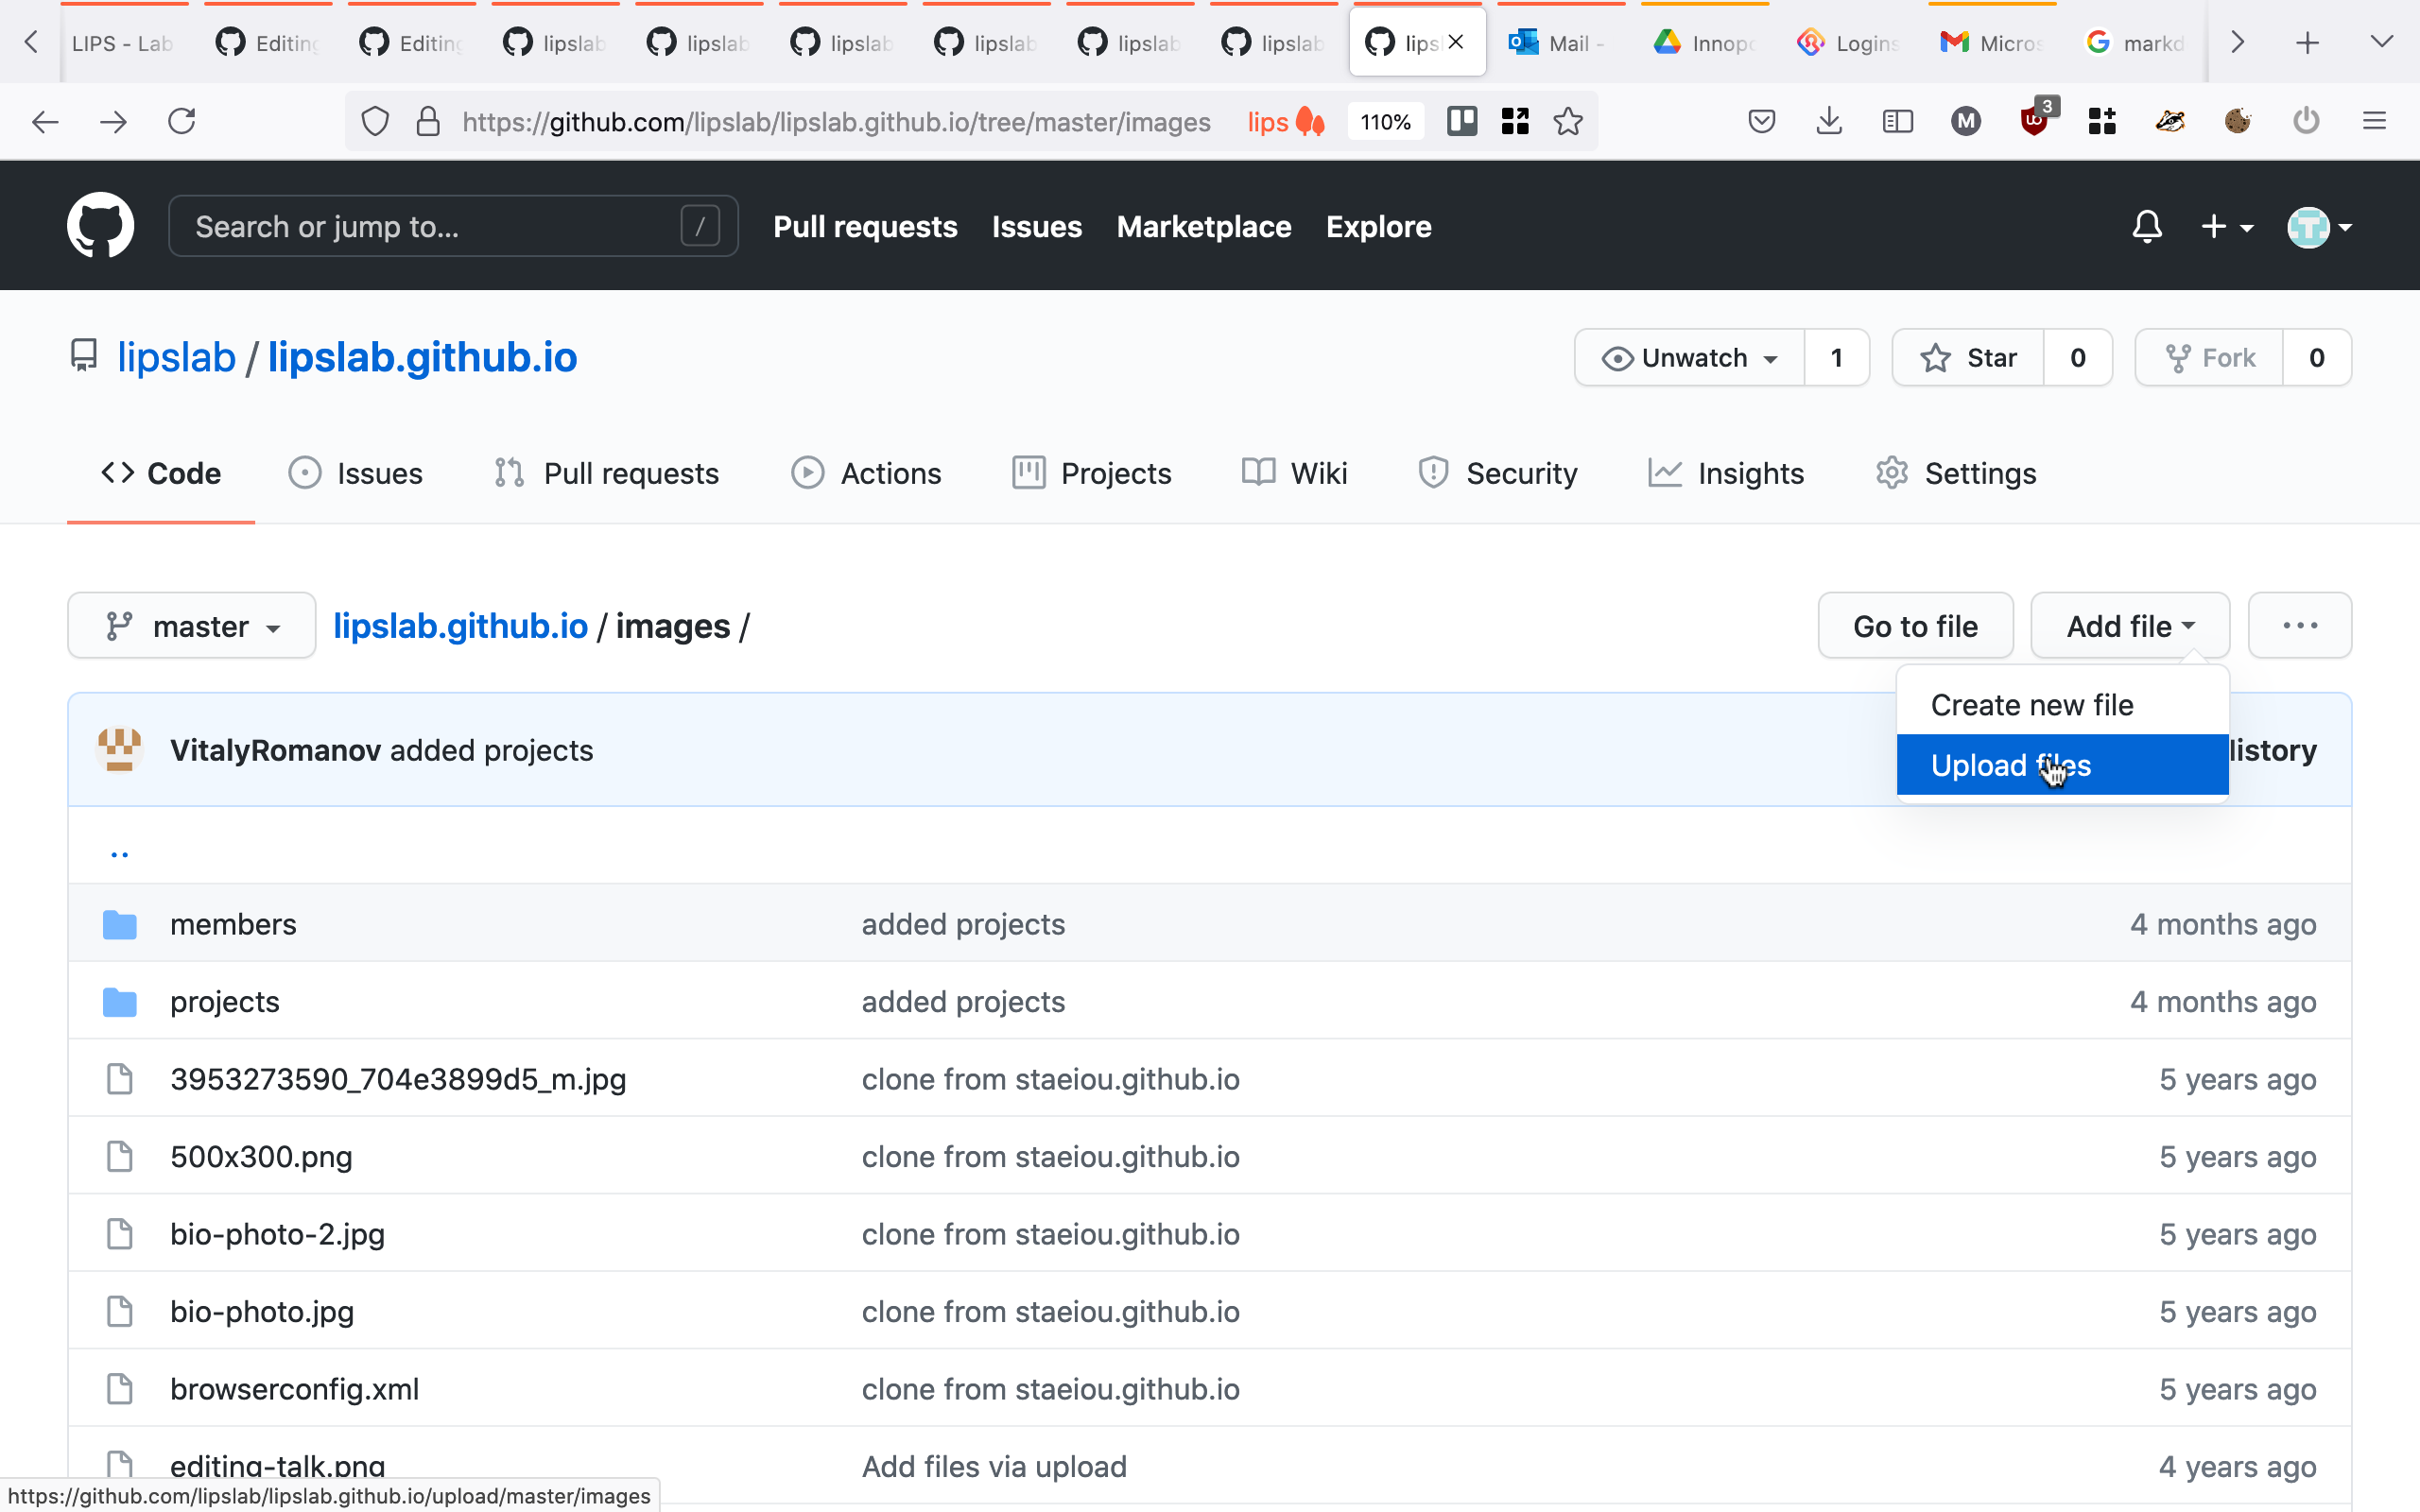 LIPS - Lab
Editing
Editing
lipslab
lipslab
lipslab
lipslab
lipslab
lipslab
lips
Mail -
Innopo
Logins
Micros
markd
https://github.com/lipslab/lipslab.github.io/tree/master/images
lips
110%
M
3
Search or jump to...
/
Pull requests
Issues
Marketplace
Explore
lipslab / lipslab.github.io
Unwatch
1
Star
0
Fork
0
Code
Issues
Pull requests
Actions
Projects
Wiki
Security
Insights
Settings
master
lipslab.github.io / images /
Go to file
Add file
Create new file
Upload files
VitalyRomanov added projects
listory
..
members added projects 4 months ago
projects added projects 4 months ago
3953273590_704e3899d5_m.jpg clone from staeiou.github.io 5 years ago
500x300.png clone from staeiou.github.io 5 years ago
bio-photo-2.jpg clone from staeiou.github.io 5 years ago
bio-photo.jpg clone from staeiou.github.io 5 years ago
browserconfig.xml clone from staeiou.github.io 5 years ago
editing-talk.png Add files via upload 4 years ago
https://github.com/lipslab/lipslab.github.io/upload/master/images